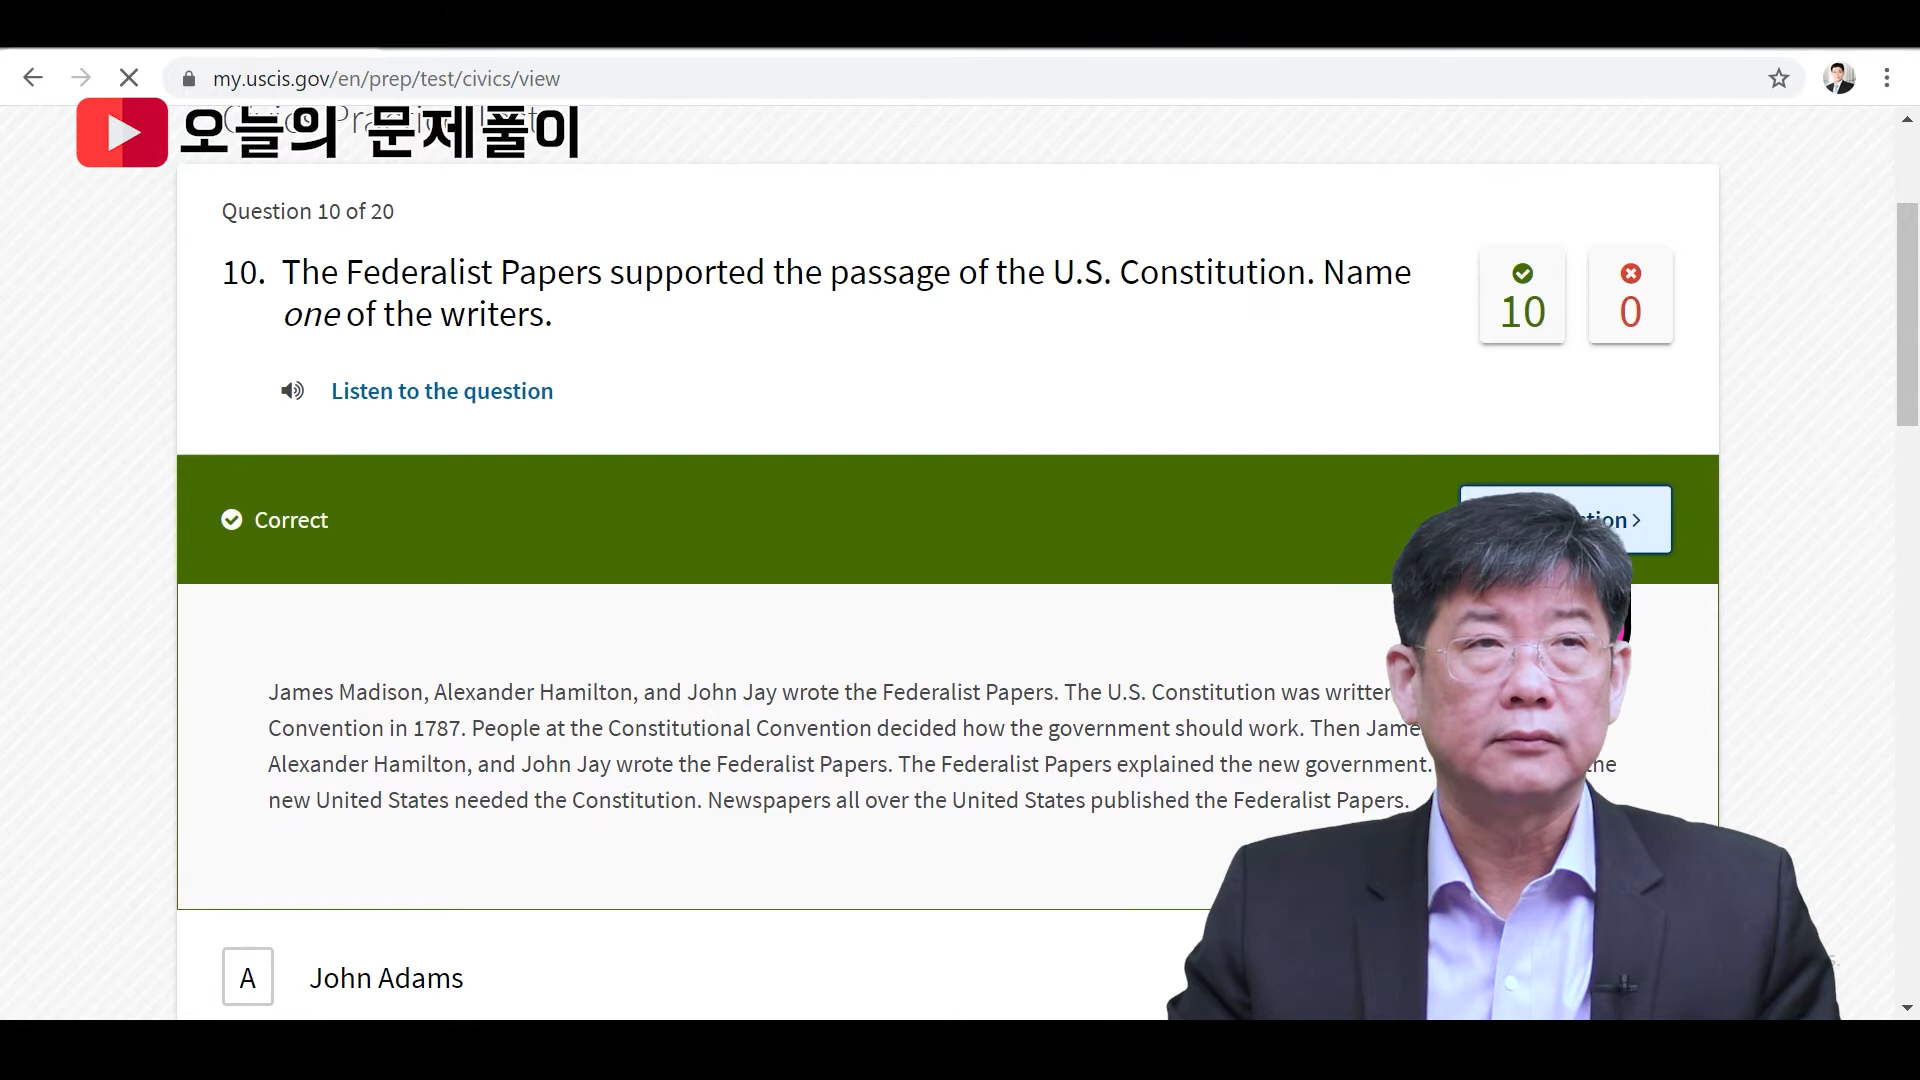 my.uscis.gov/en/prep/test/civics/view
오늘의 문제풀이
Question 10 of 20
10. The Federalist Papers supported the passage of the U.S. Constitution. Name
one of the writers.
10
0
Listen to the question
Correct
James Madison, Alexander Hamilton, and John Jay wrote the Federalist Papers. The U.S. Constitution was writte
Convention in 1787. People at the Constitutional Convention decided how the government should work. Then Jame
Alexander Hamilton, and John Jay wrote the Federalist Papers. The Federalist Papers explained the new government. the
new United States needed the Constitution. Newspapers all over the United States published the Federalist Papers.
A John Adams